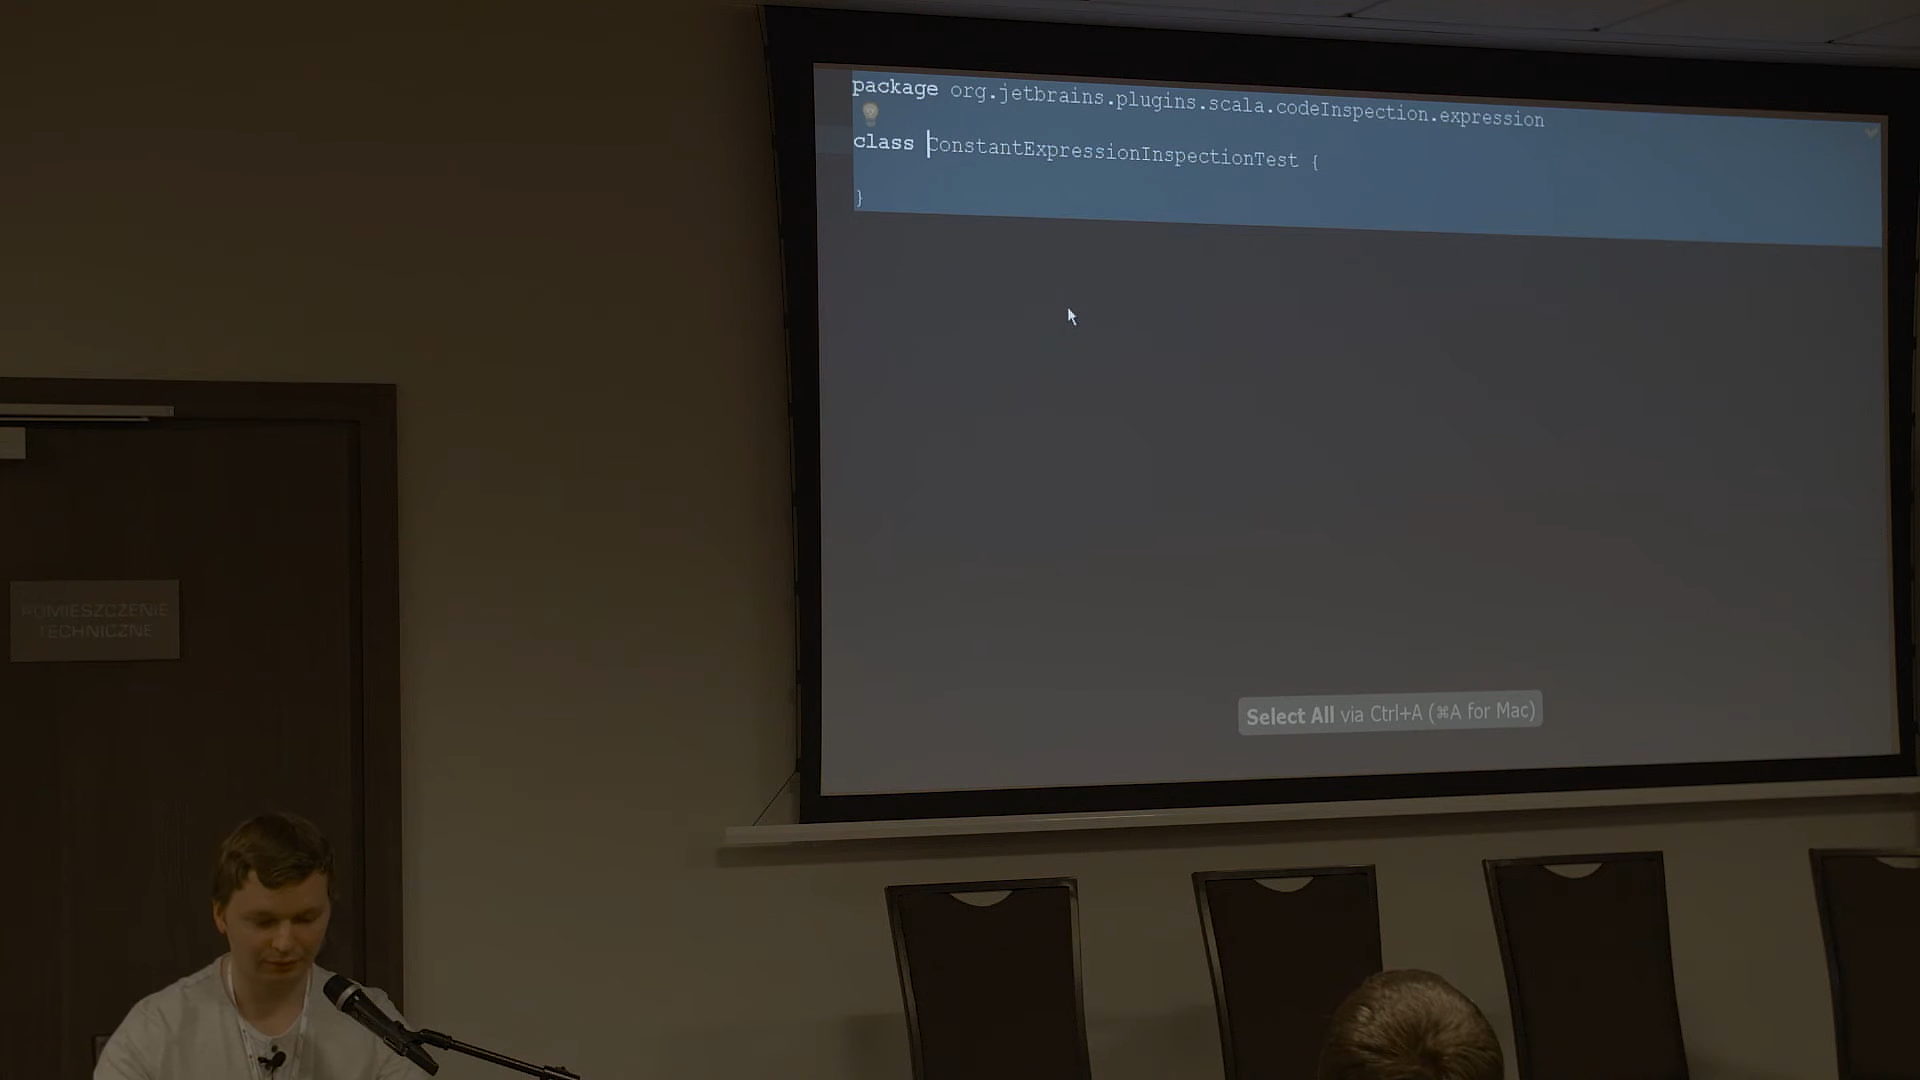 package org.jetbrains.plugins.scala.codeInspection.expression
class ConstantExpressionInspectionTest {
}
Select All via Ctrl+A (⌘A for Mac)
POMIESZCZENIE
TECHNICZNE